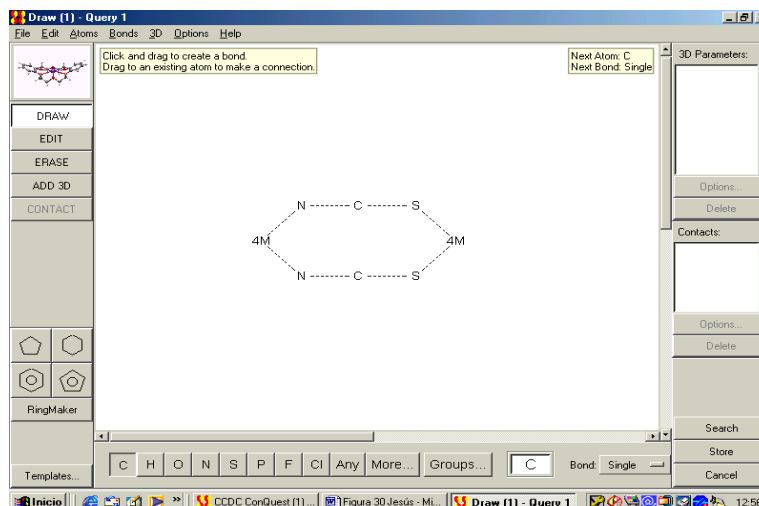 Draw (1) - Query 1
File Edit Atoms Bonds 3D Options Help
Click and drag to create a bond.
Drag to an existing atom to make a connection.
Next Atom: C
Next Bond: Single
3D Parameters:
DRAW
EDIT
ERASE
ADD 3D
CONTACT
Options...
Delete
Contacts:
N C S
4M 4M
N C S
Options...
Delete
RingMaker
Search
Store
Cancel
C H O N S P F Cl Any More... Groups... C Bond: Single
Templates...
Inicio » CCDC ConQuest (1)... Figura 30 Jesús - Mi... Draw (1) - Query 1